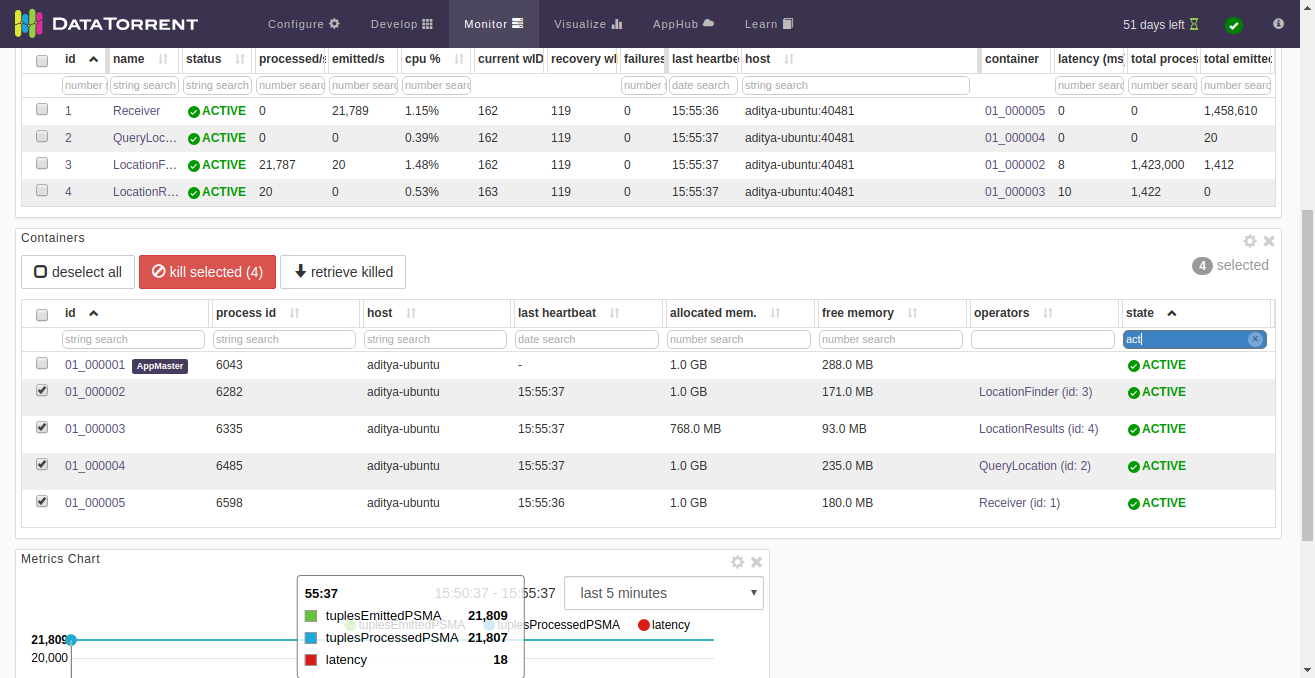 DATATORRENT Configure Develop Monitor Visualize AppHub Learn 51 days left
id name status processed/s emitted/s cpu % current wID recovery wI failures last heartbe host container latency (ms total proces total emitte
number s string search string search number searc number searc number searc number s date search string search number searc number searc number searc
1 Receiver ACTIVE 0 21,789 1.15% 162 119 0 15:55:36 aditya-ubuntu:40481 01_000005 0 0 1,458,610
2 QueryLoc... ACTIVE 0 0 0.39% 162 119 0 15:55:37 aditya-ubuntu:40481 01_000004 0 0 20
3 LocationF... ACTIVE 21,787 20 1.48% 162 119 0 15:55:37 aditya-ubuntu:40481 01_000002 8 1,423,000 1,412
4 LocationR... ACTIVE 20 0 0.53% 163 119 0 15:55:37 aditya-ubuntu:40481 01_000003 10 1,422 0
Containers
deselect all kill selected (4) retrieve killed 4 selected
id process id host last heartbeat allocated mem. free memory operators state
string search string search string search date search number search number search act
01_000001 AppMaster 6043 aditya-ubuntu - 1.0 GB 288.0 MB ACTIVE
01_000002 6282 aditya-ubuntu 15:55:37 1.0 GB 171.0 MB LocationFinder (id: 3) ACTIVE
01_000003 6335 aditya-ubuntu 15:55:37 768.0 MB 93.0 MB LocationResults (id: 4) ACTIVE
01_000004 6485 aditya-ubuntu 15:55:37 1.0 GB 235.0 MB QueryLocation (id: 2) ACTIVE
01_000005 6598 aditya-ubuntu 15:55:36 1.0 GB 180.0 MB Receiver (id: 1) ACTIVE
Metrics Chart
55:37 15:50:37 - 15:55:37 last 5 minutes
tuplesEmittedPSMA 21,809
tuplesEmittedPSMA tuplesProcessedPSMA latency
21,809 tuplesProcessedPSMA 21,807
20,000 latency 18